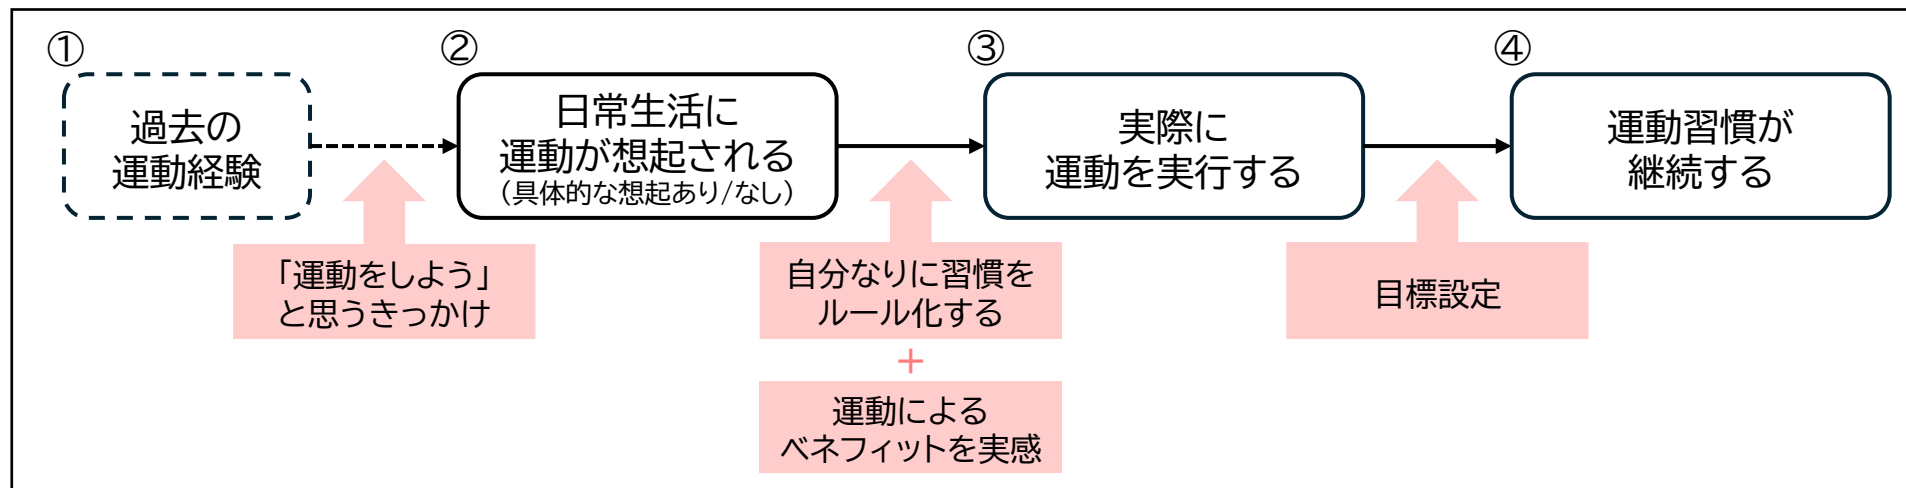 ①
過去の
運動経験
②
日常生活に
運動が想起される
(具体的な想起あり/なし)
③
実際に
運動を実行する
④
運動習慣が
継続する
「運動をしよう」
と思うきっかけ
自分なりに習慣を
ルール化する
+
運動による
ベネフィットを実感
目標設定